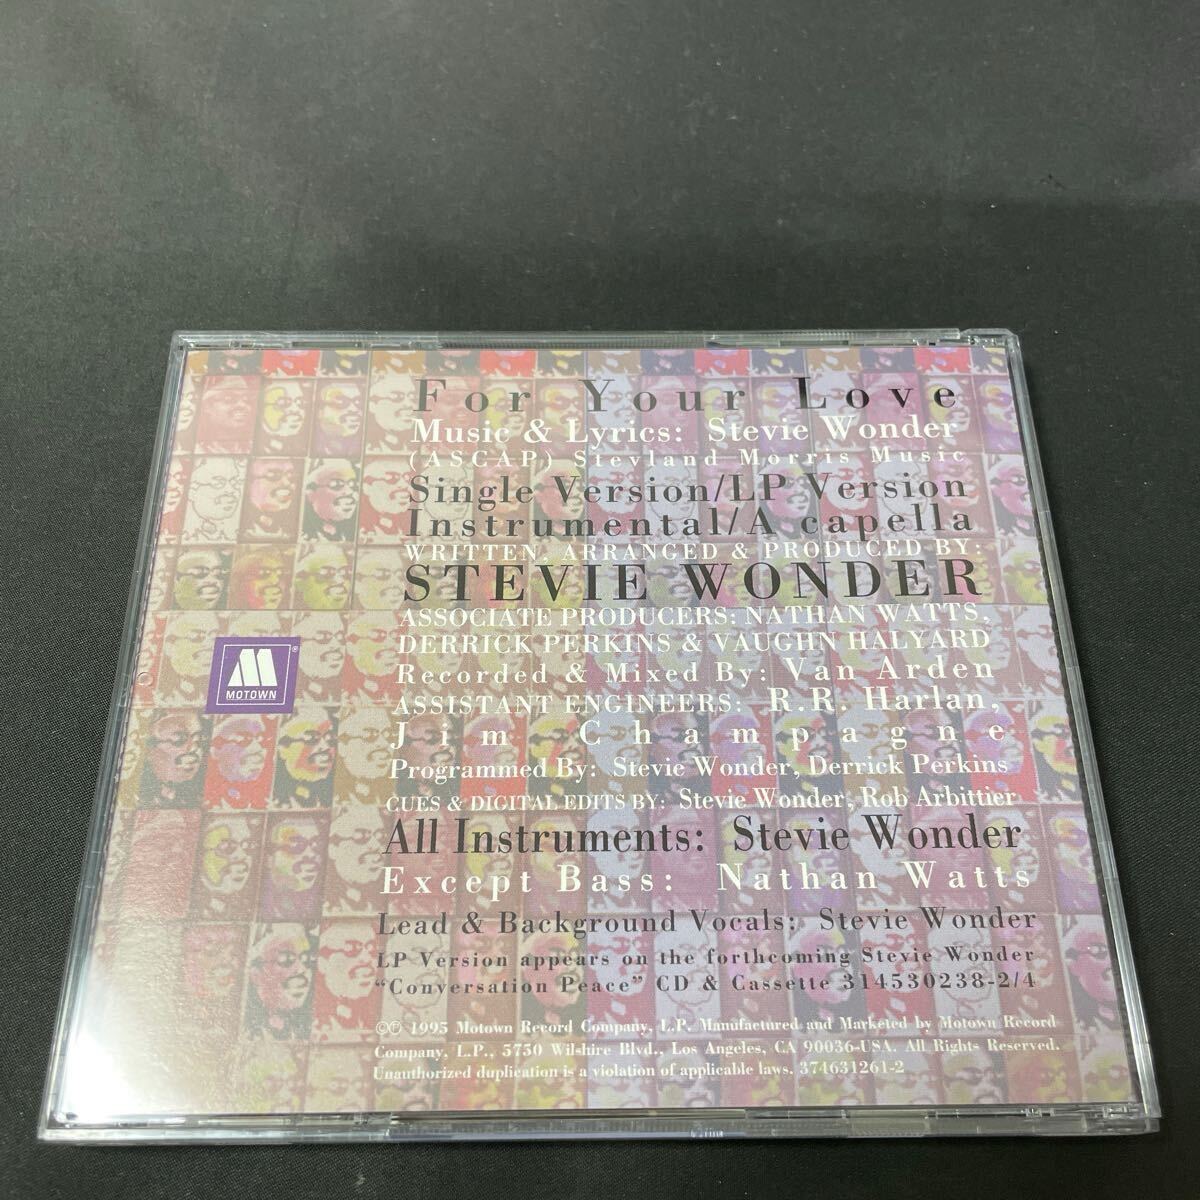 For Your Love
Music & Lyrics: Stevie Wonder
(ASCAP) Stevland Morris Music
Single Version/LP Version
Instrumental/A capella
WRITTEN, ARRANGED & PRODUCED BY:
STEVIE WONDER
ASSOCIATE PRODUCERS: NATHAN WATTS,
DERRICK PERKINS & VAUGHN HALYARD
Recorded & Mixed By: Van Arden
ASSISTANT ENGINEERS: R.R. Harlan,
Jim Champagne
Programmed By: Stevie Wonder, Derrick Perkins
CUES & DIGITAL EDITS BY: Stevie Wonder, Rob Arbittier
All Instruments: Stevie Wonder
Except Bass: Nathan Watts
Lead & Background Vocals: Stevie Wonder
LP Version appears on the forthcoming Stevie Wonder
“Conversation Peace” CD & Cassette 314530238-2/4
©℗ 1995 Motown Record Company, L.P. Manufactured and Marketed by Motown Record
Company, L.P., 5750 Wilshire Blvd., Los Angeles, CA 90036-USA. All Rights Reserved.
Unauthorized duplication is a violation of applicable laws. 374631261-2
M®
MOTOWN